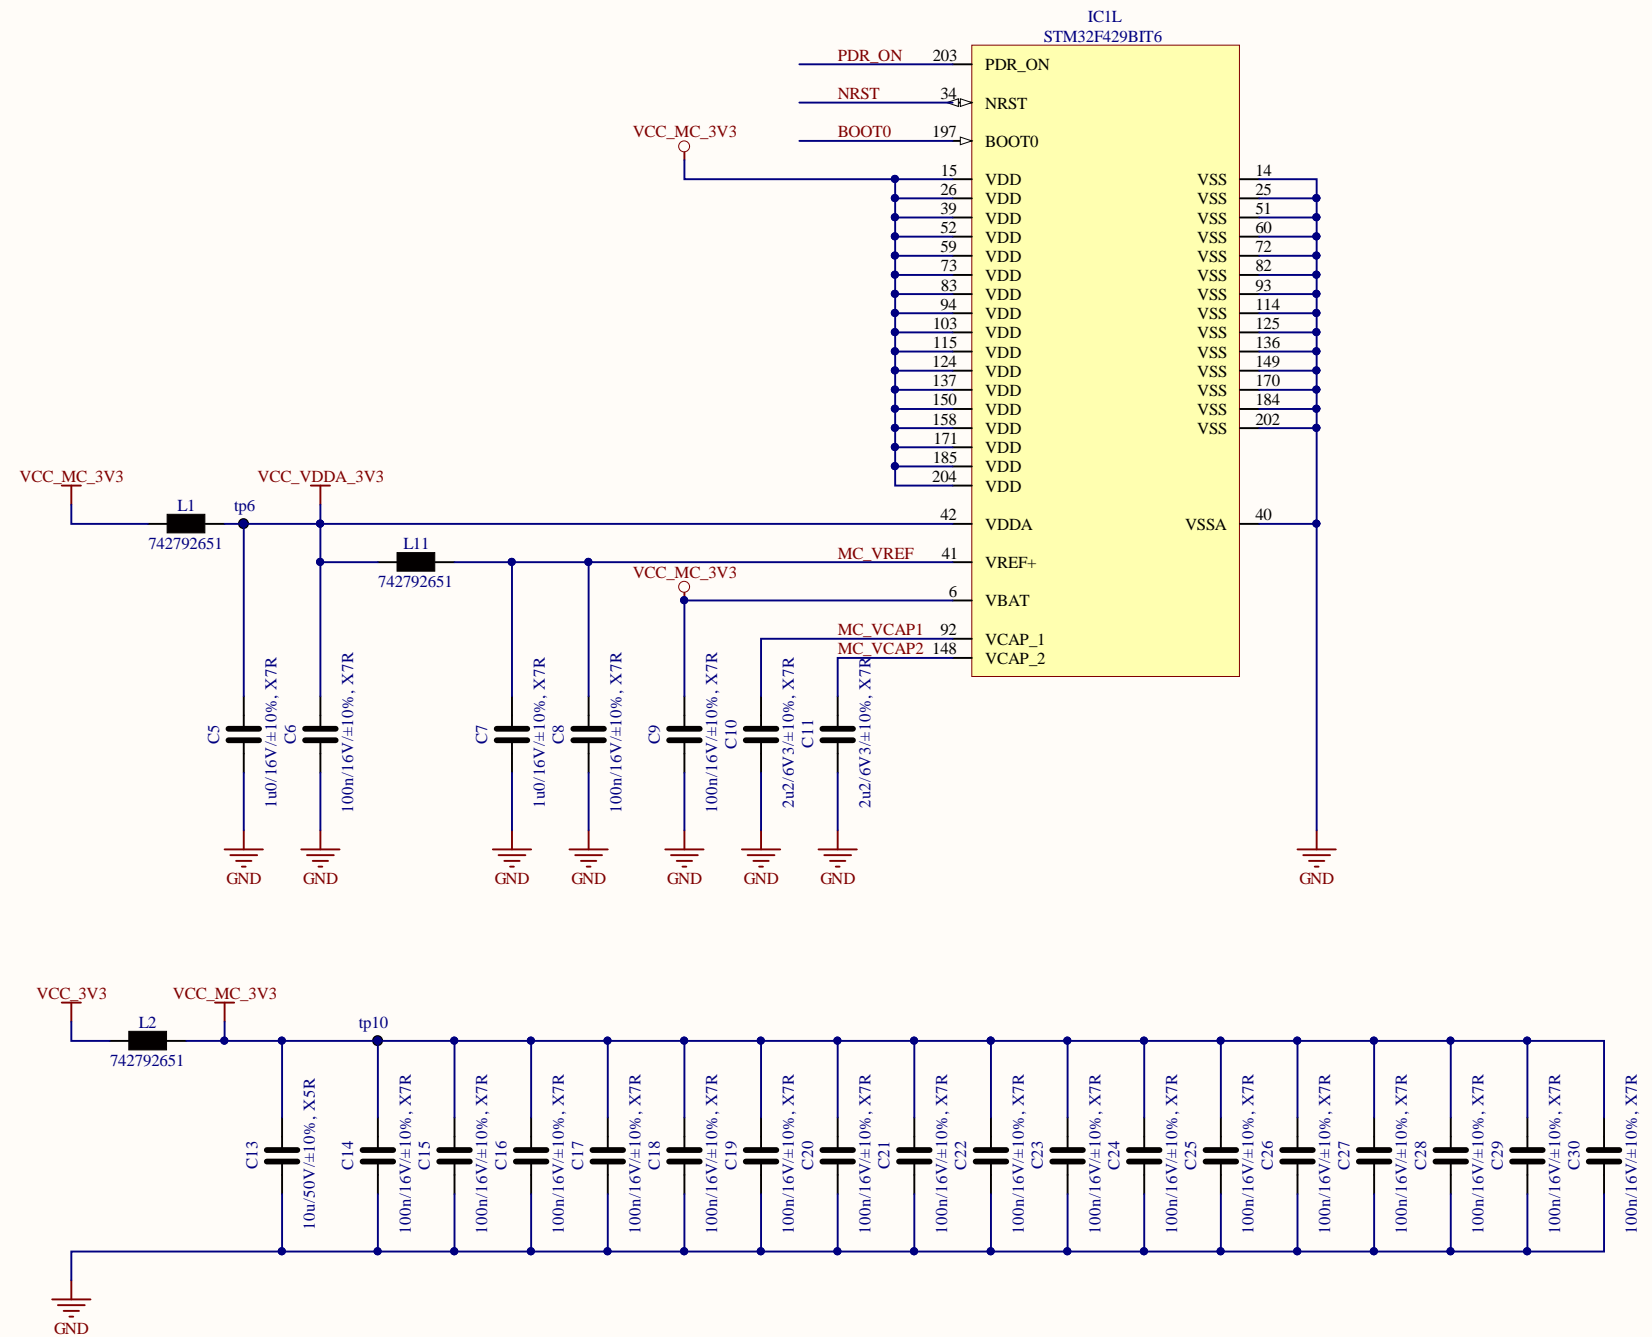 IC1L
STM32F429BIT6
PDR_ON 203 PDR_ON
NRST 34 NRST
VCC_MC_3V3
BOOT0 197 BOOT0
15 VDD VSS 14
26 VDD VSS 25
39 VDD VSS 51
52 VDD VSS 60
59 VDD VSS 72
73 VDD VSS 82
83 VDD VSS 93
94 VDD VSS 114
103 VDD VSS 125
115 VDD VSS 136
124 VDD VSS 149
137 VDD VSS 170
150 VDD VSS 184
158 VDD VSS 202
171 VDD
185 VDD
204 VDD
VCC_MC_3V3 VCC_VDDA_3V3
L1 tp6
742792651
42 VDDA VSSA 40
L11
742792651
MC_VREF 41 VREF+
VCC_MC_3V3
6 VBAT
MC_VCAP1 92 VCAP_1
MC_VCAP2 148 VCAP_2
C5
1u0/16V/±10%, X7R
C6
100n/16V/±10%, X7R
C7
1u0/16V/±10%, X7R
C8
100n/16V/±10%, X7R
C9
100n/16V/±10%, X7R
C10
2u2/6V3/±10%, X7R
C11
2u2/6V3/±10%, X7R
GND GND GND GND GND GND GND GND
VCC_3V3 VCC_MC_3V3
L2
742792651
tp10
C13
10u/50V/±10%, X5R
C14
100n/16V/±10%, X7R
C15
100n/16V/±10%, X7R
C16
100n/16V/±10%, X7R
C17
100n/16V/±10%, X7R
C18
100n/16V/±10%, X7R
C19
100n/16V/±10%, X7R
C20
100n/16V/±10%, X7R
C21
100n/16V/±10%, X7R
C22
100n/16V/±10%, X7R
C23
100n/16V/±10%, X7R
C24
100n/16V/±10%, X7R
C25
100n/16V/±10%, X7R
C26
100n/16V/±10%, X7R
C27
100n/16V/±10%, X7R
C28
100n/16V/±10%, X7R
C29
100n/16V/±10%, X7R
C30
100n/16V/±10%, X7R
GND